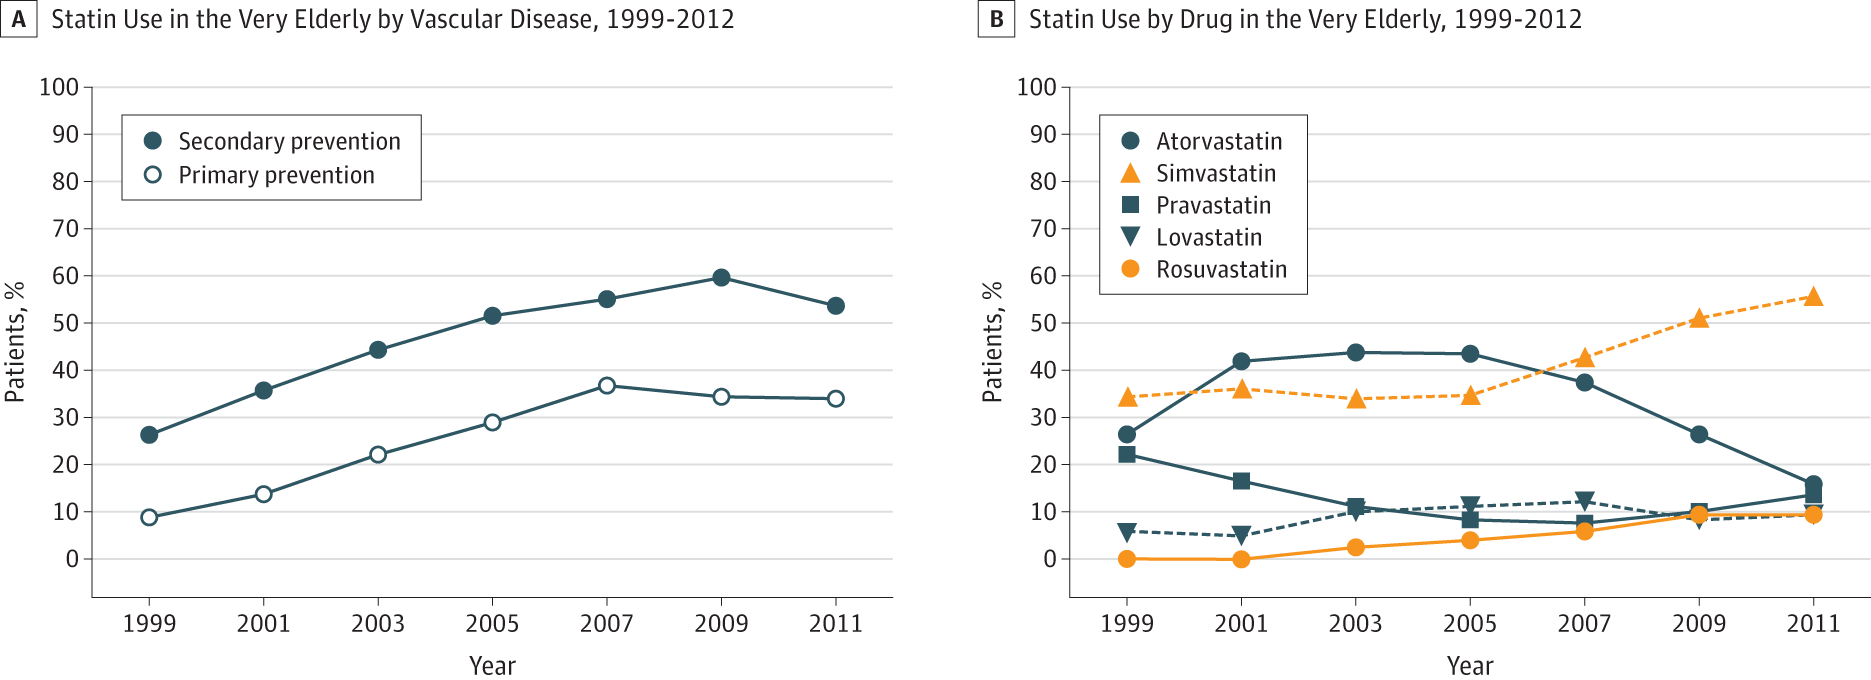 A Statin Use in the Very Elderly by Vascular Disease, 1999-2012
100
90
80
70
60
50
40
30
20
10
0
Patients, %
Secondary prevention
Primary prevention
1999 2001 2003 2005 2007 2009 2011
Year
B Statin Use by Drug in the Very Elderly, 1999-2012
100
90
80
70
60
50
40
30
20
10
0
Patients, %
Atorvastatin
Simvastatin
Pravastatin
Lovastatin
Rosuvastatin
1999 2001 2003 2005 2007 2009 2011
Year